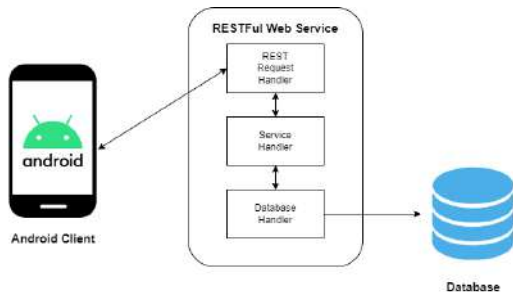 RESTFul Web Service
REST
Request
Handler
Service
Handler
Database
Handler
android
Android Client
Database